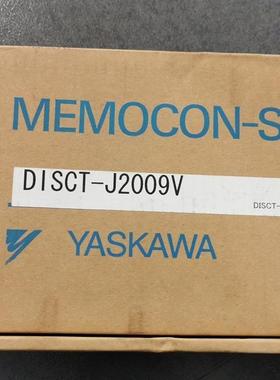 MEMOCON-S
DISCT-J2009V
DISCT-
YASKAWA